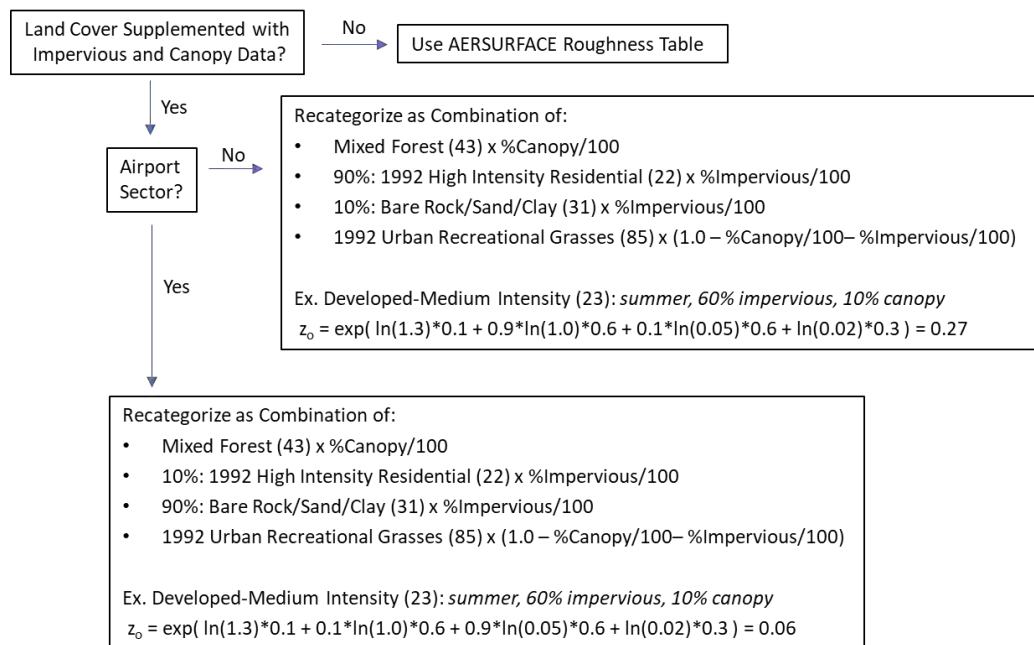 Land Cover Supplemented with
Impervious and Canopy Data?
No
Use AERSURFACE Roughness Table
Yes
Airport
Sector?
No
Recategorize as Combination of:
• Mixed Forest (43) x %Canopy/100
• 90%: 1992 High Intensity Residential (22) x %Impervious/100
• 10%: Bare Rock/Sand/Clay (31) x %Impervious/100
• 1992 Urban Recreational Grasses (85) x (1.0 – %Canopy/100– %Impervious/100)
Ex. Developed-Medium Intensity (23): summer, 60% impervious, 10% canopy
zₒ = exp( ln(1.3)*0.1 + 0.9*ln(1.0)*0.6 + 0.1*ln(0.05)*0.6 + ln(0.02)*0.3 ) = 0.27
Yes
Recategorize as Combination of:
• Mixed Forest (43) x %Canopy/100
• 10%: 1992 High Intensity Residential (22) x %Impervious/100
• 90%: Bare Rock/Sand/Clay (31) x %Impervious/100
• 1992 Urban Recreational Grasses (85) x (1.0 – %Canopy/100– %Impervious/100)
Ex. Developed-Medium Intensity (23): summer, 60% impervious, 10% canopy
zₒ = exp( ln(1.3)*0.1 + 0.1*ln(1.0)*0.6 + 0.9*ln(0.05)*0.6 + ln(0.02)*0.3 ) = 0.06